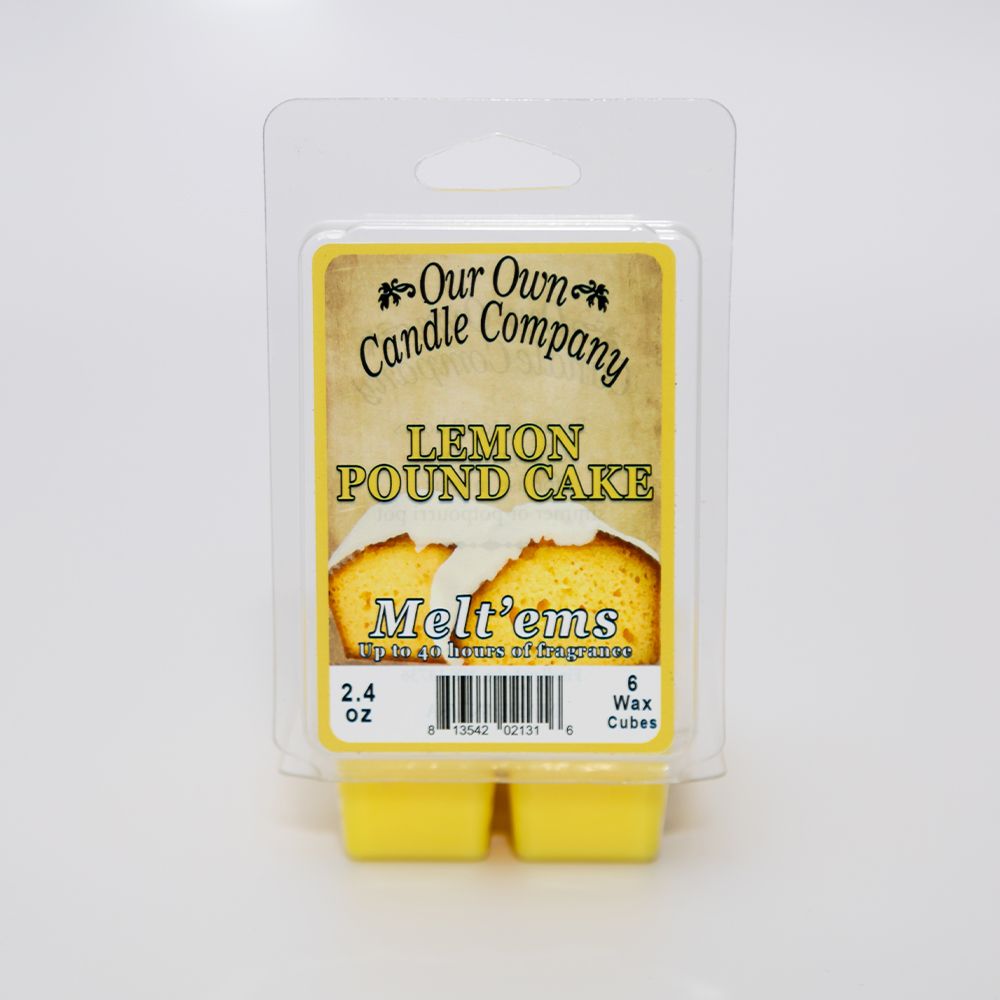 Our Own
Candle Company
LEMON
POUND CAKE
Melt'ems
Up to 40 hours of fragrance
2.4
oz
8 13542 02131 6
6
Wax
Cubes